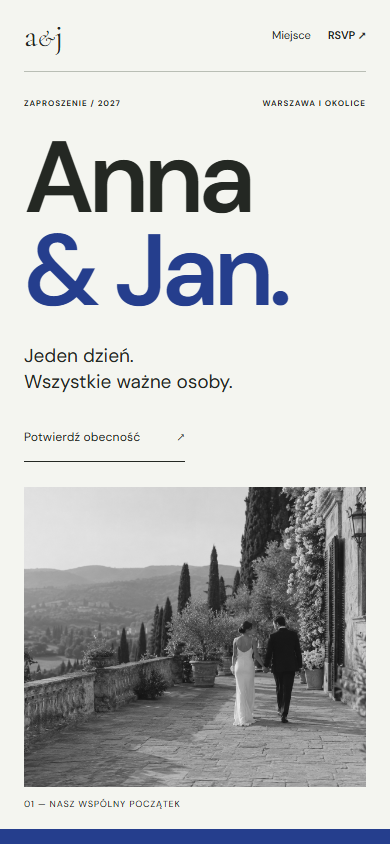 a&j
Miejsce RSVP ↗
ZAPROSZENIE / 2027
WARSZAWA I OKOLICE
Anna
& Jan.
Jeden dzień.
Wszystkie ważne osoby.
Potwierdź obecność ↗
01 — NASZ WSPÓLNY POCZĄTEK